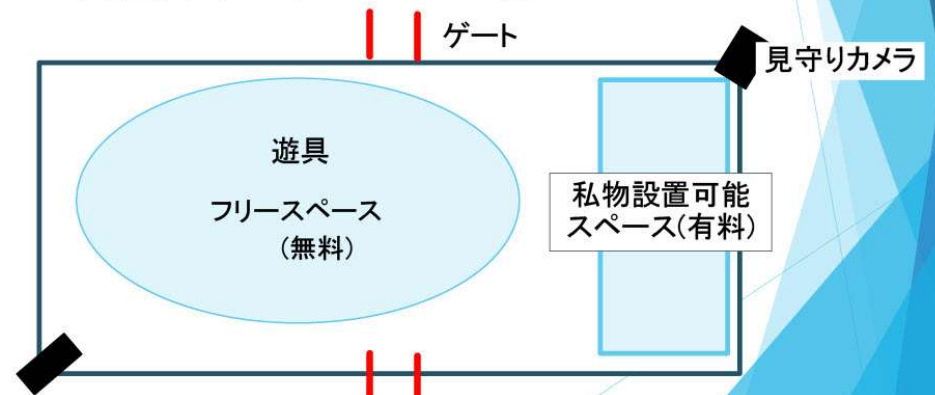 ゲート
見守りカメラ
遊具
フリースペース
(無料)
私物設置可能
スペース(有料)